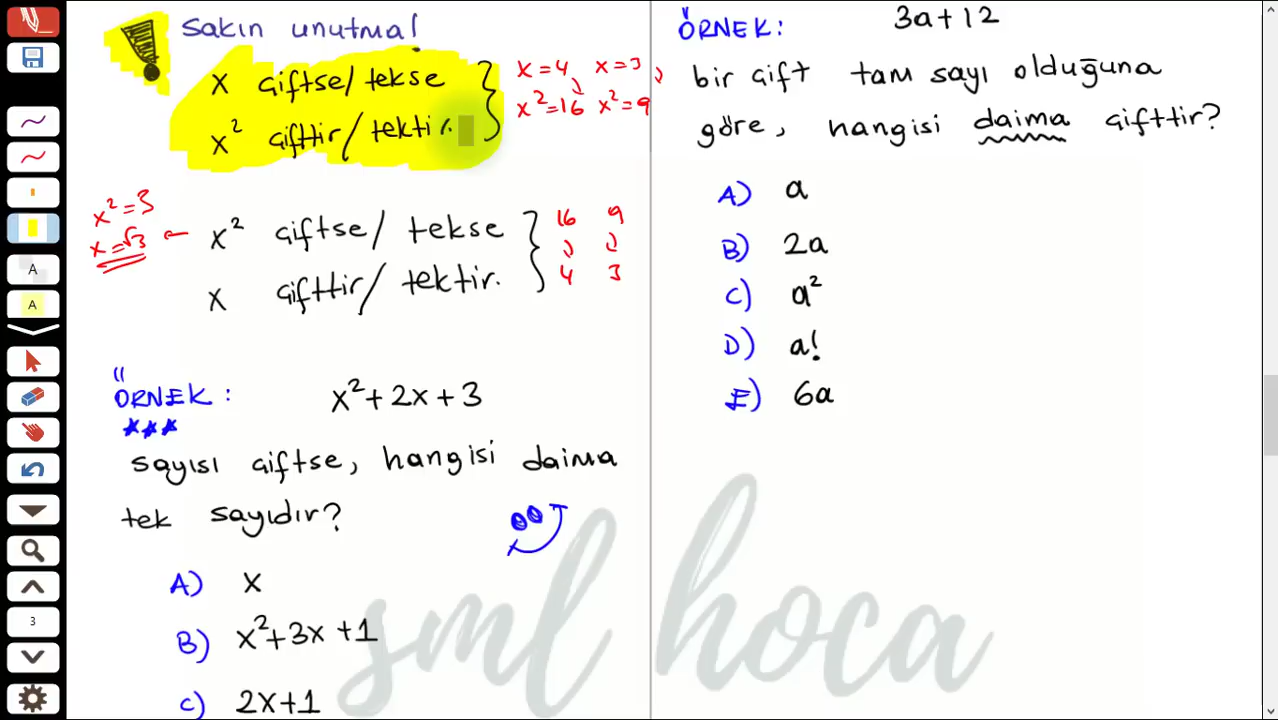 sakın unutma!
x çiftse/ tekse
x² çifttir/ tektir.
x=4 x=3
x²=16 x²=9
x² çiftse/ tekse
x çifttir/ tektir.
x²=3
x=√3
16 9
4 3
ÖRNEK: x²+2x+3
sayısı çiftse, hangisi daima
tek sayıdır?
A) x
B) x²+3x+1
C) 2x+1
ÖRNEK: 3a+12
bir çift tam sayı olduğuna
göre, hangisi daima çifttir?
A) a
B) 2a
C) a²
D) a!
E) 6a
sml hoca
A
A
3